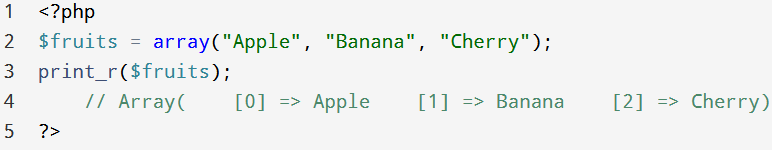 1 <?php
2 $fruits = array("Apple", "Banana", "Cherry");
3 print_r($fruits);
4     // Array(    [0] => Apple    [1] => Banana    [2] => Cherry)
5 ?>